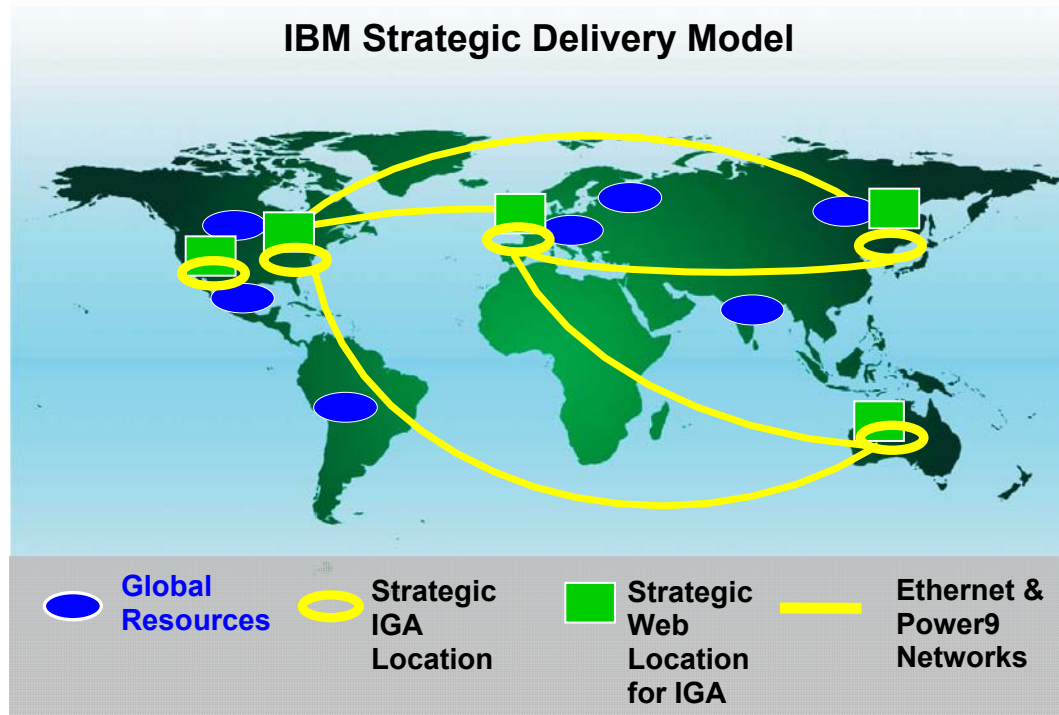 IBM Strategic Delivery Model
Global
Resources
Strategic
IGA
Location
Strategic
Web
Location
for IGA
Ethernet &
Power9
Networks